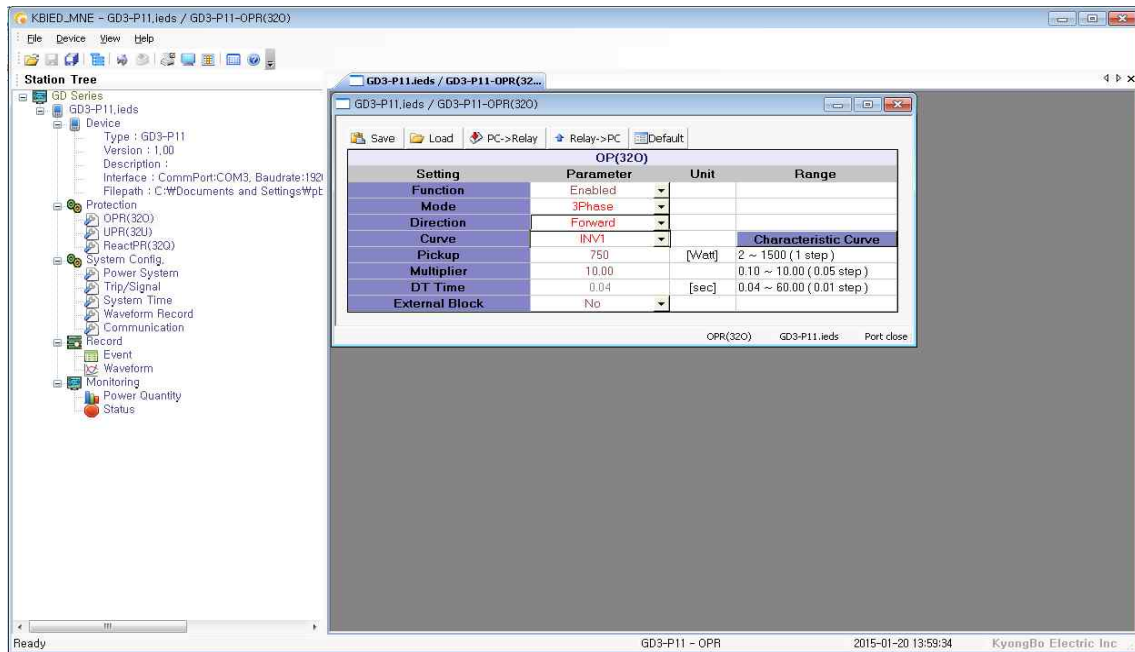 KBIED_MNE - GD3-P11,ieds / GD3-P11-OPR(32O)
File Device View Help
Station Tree
GD Series
GD3-P11,ieds
Device
Type : GD3-P11
Version : 1,00
Description :
Interface : CommPort:COM3, Baudrate:192
Filepath : C:₩Documents and Settings₩pb
Protection
OPR(32O)
UPR(32U)
ReactPR(32Q)
System Config,
Power System
Trip/Signal
System Time
Waveform Record
Communication
Record
Event
Waveform
Monitoring
Power Quantity
Status
GD3-P11.ieds / GD3-P11-OPR(32...
GD3-P11,ieds / GD3-P11-OPR(32O)
Save Load PC->Relay Relay->PC Default
OP(32O)
Setting Parameter Unit Range
Function Enabled
Mode 3Phase
Direction Forward
Curve INV1 Characteristic Curve
Pickup 750 [Watt] 2 ~ 1500 ( 1 step )
Multiplier 10.00 0.10 ~ 10.00 ( 0.05 step )
DT Time 0.04 [sec] 0.04 ~ 60.00 ( 0.01 step )
External Block No
OPR(32O) GD3-P11.ieds Port close
Ready GD3-P11 - OPR 2015-01-20 13:59:34 KyongBo Electric Inc